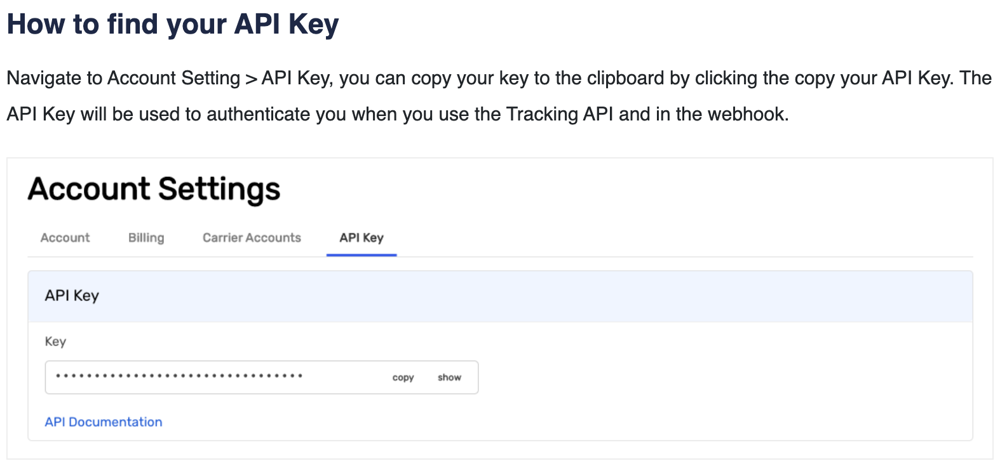 How to find your API Key
Navigate to Account Setting > API Key, you can copy your key to the clipboard by clicking the copy your API Key. The
API Key will be used to authenticate you when you use the Tracking API and in the webhook.
Account Settings
Account Billing Carrier Accounts API Key
API Key
Key
•••••••••••••••••••••••••••••••• copy show
API Documentation